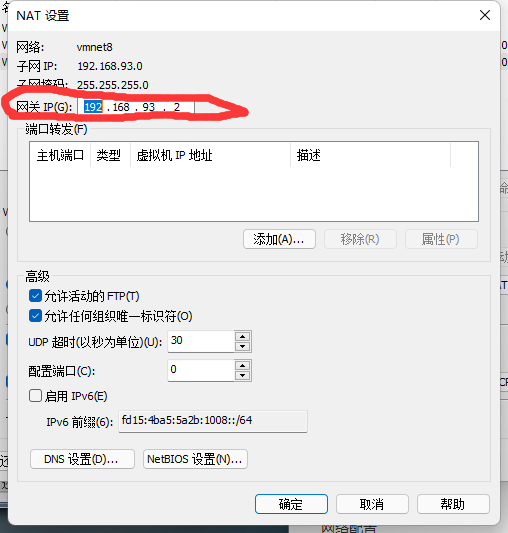 NAT 设置
网络: vmnet8
子网 IP: 192.168.93.0
子网掩码: 255.255.255.0
网关 IP(G): 192 . 168 . 93 . 2
端口转发(F)
主机端口 类型 虚拟机 IP 地址 描述
添加(A)... 移除(R) 属性(P)
高级
允许活动的 FTP(T)
允许任何组织唯一标识符(O)
UDP 超时(以秒为单位)(U): 30
配置端口(C): 0
启用 IPv6(E)
IPv6 前缀(6): fd15:4ba5:5a2b:1008::/64
DNS 设置(D)... NetBIOS 设置(N)...
确定 取消 帮助
网络配置